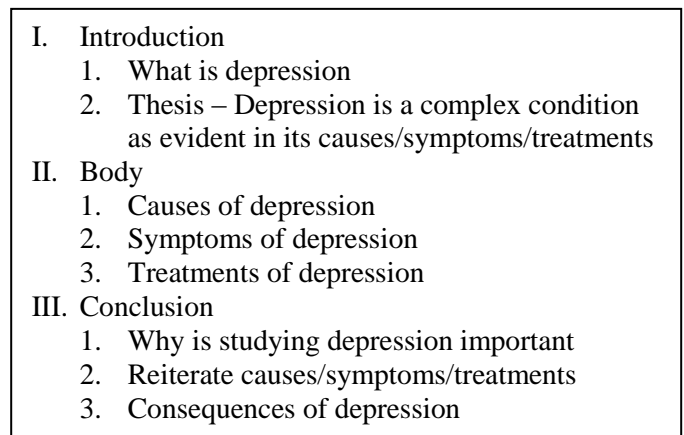 I. Introduction
1. What is depression
2. Thesis – Depression is a complex condition
as evident in its causes/symptoms/treatments
II. Body
1. Causes of depression
2. Symptoms of depression
3. Treatments of depression
III. Conclusion
1. Why is studying depression important
2. Reiterate causes/symptoms/treatments
3. Consequences of depression